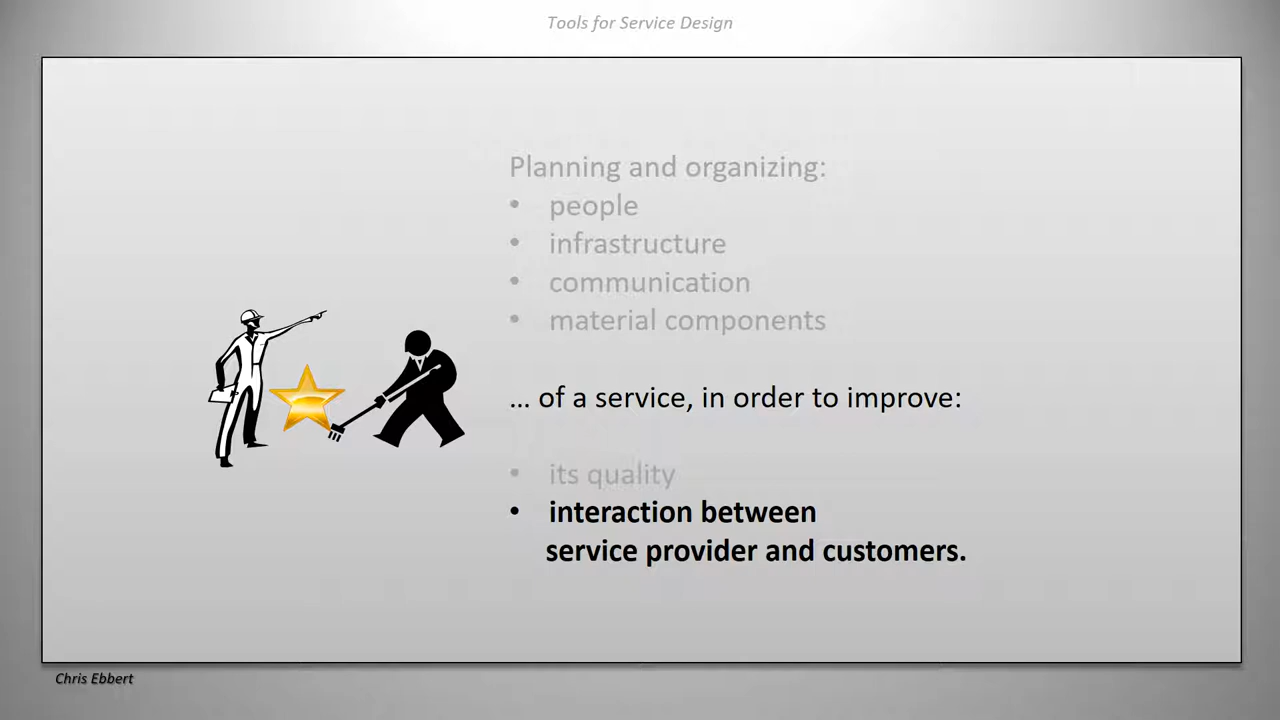 Tools for Service Design
Planning and organizing:
• people
• infrastructure
• communication
• material components
... of a service, in order to improve:
• its quality
• interaction between
service provider and customers.
Chris Ebbert